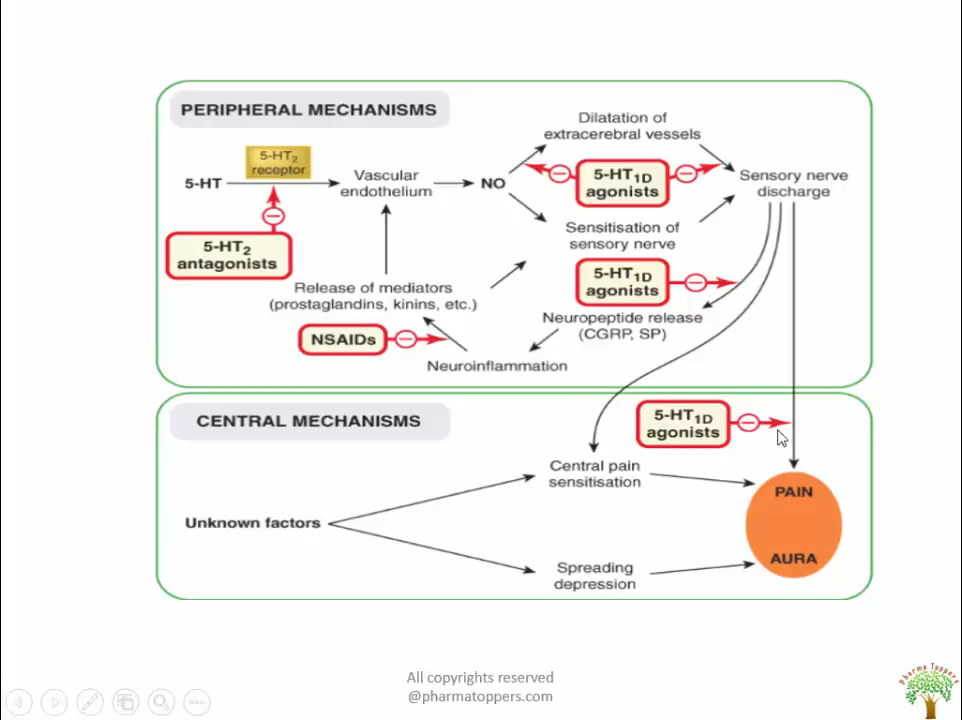 PERIPHERAL MECHANISMS
Dilatation of
extracerebral vessels
5-HT2
receptor
5-HT
Vascular
endothelium
NO
5-HT1D
agonists
Sensory nerve
discharge
5-HT2
antagonists
Sensitisation of
sensory nerve
5-HT1D
agonists
Release of mediators
(prostaglandins, kinins, etc.)
Neuropeptide release
(CGRP, SP)
NSAIDs
Neuroinflammation
CENTRAL MECHANISMS
5-HT1D
agonists
Central pain
sensitisation
PAIN
Unknown factors
AURA
Spreading
depression
All copyrights reserved
@pharmatoppers.com
Pharma Toppers